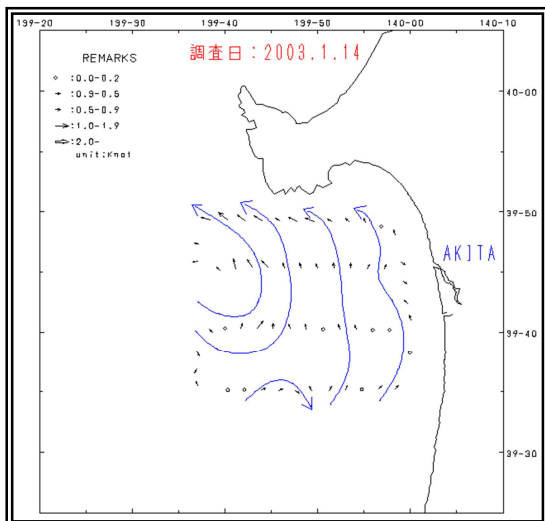 139-20 139-30 139-40 139-50 140-00 140-10
REMARKS
調査日：2003.1.14
:0.0-0.2
:0.3-0.5
:0.5-0.9
:1.0-1.9
:2.0-
unit:Knot
40-00
39-50
AKITA
39-40
39-30